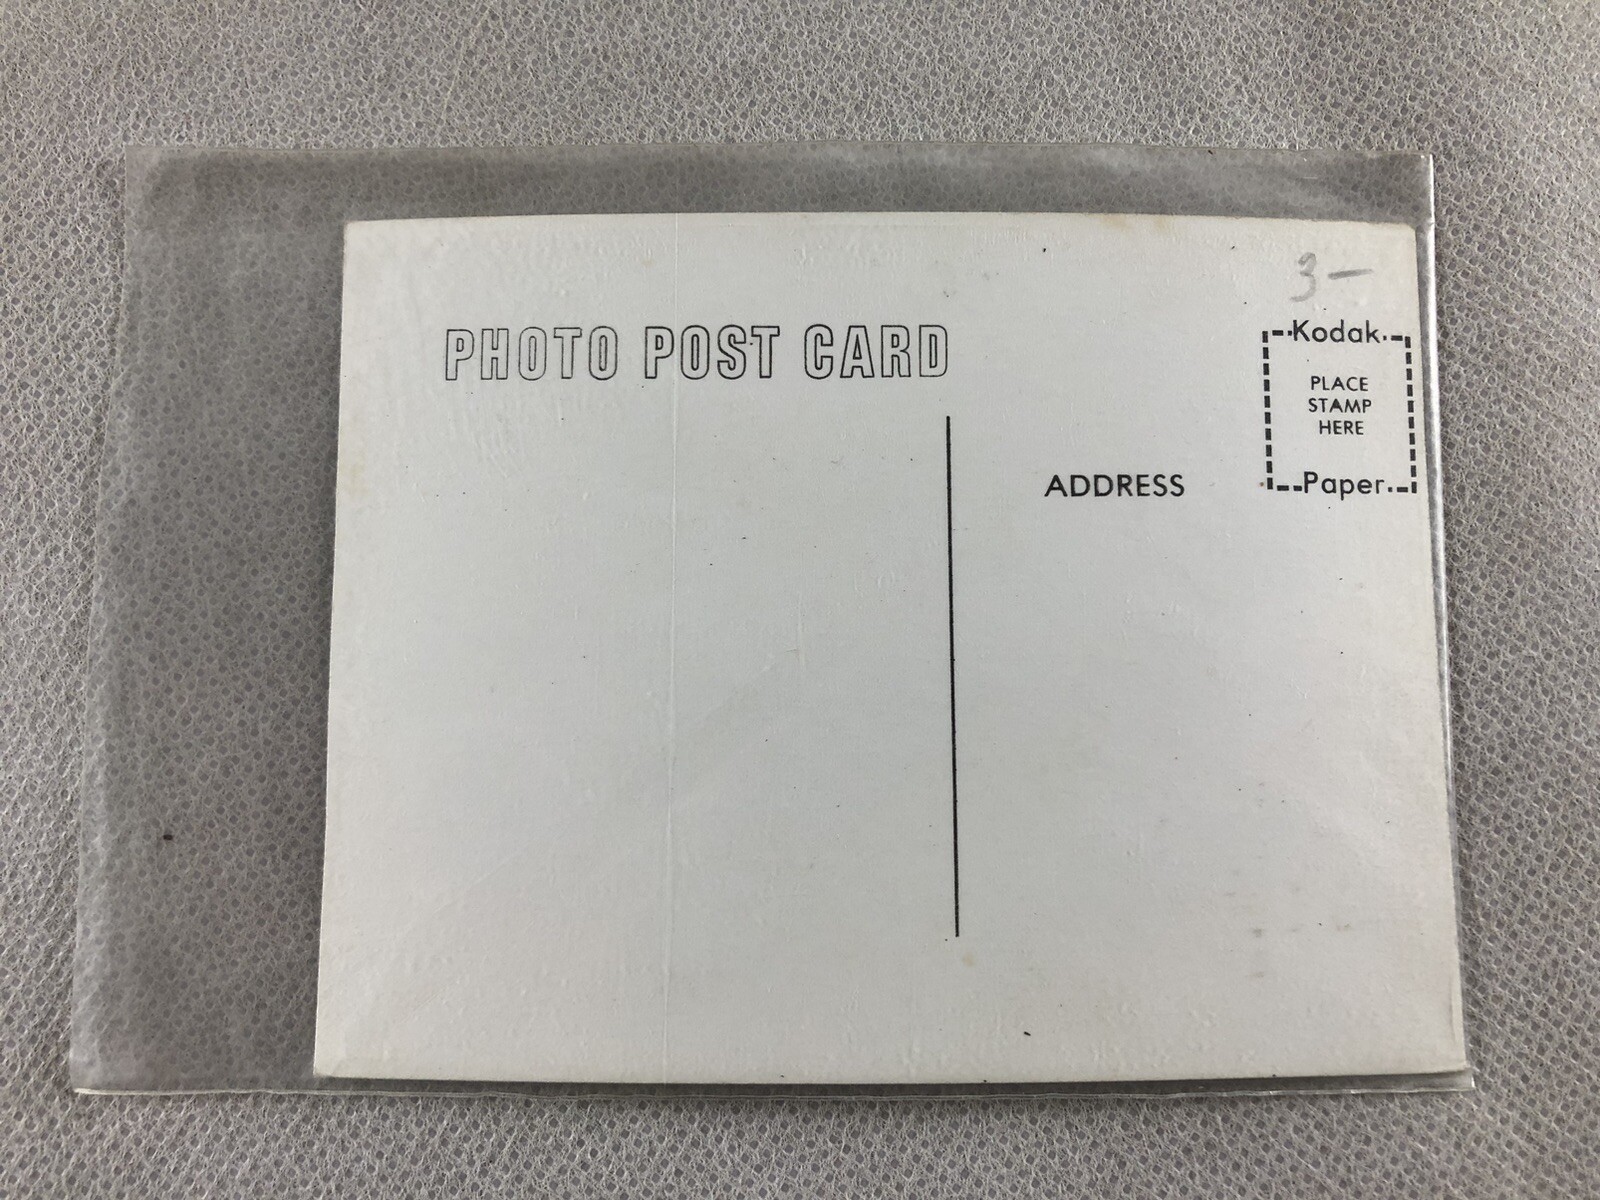 3-
PHOTO POST CARD
Kodak
PLACE
STAMP
HERE
Paper
ADDRESS